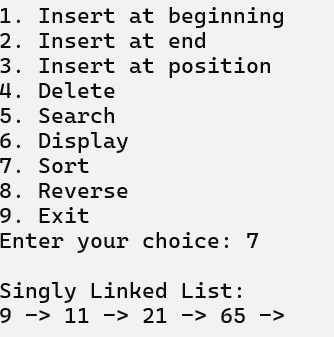 1. Insert at beginning
2. Insert at end
3. Insert at position
4. Delete
5. Search
6. Display
7. Sort
8. Reverse
9. Exit
Enter your choice: 7
Singly Linked List:
9 -> 11 -> 21 -> 65 ->